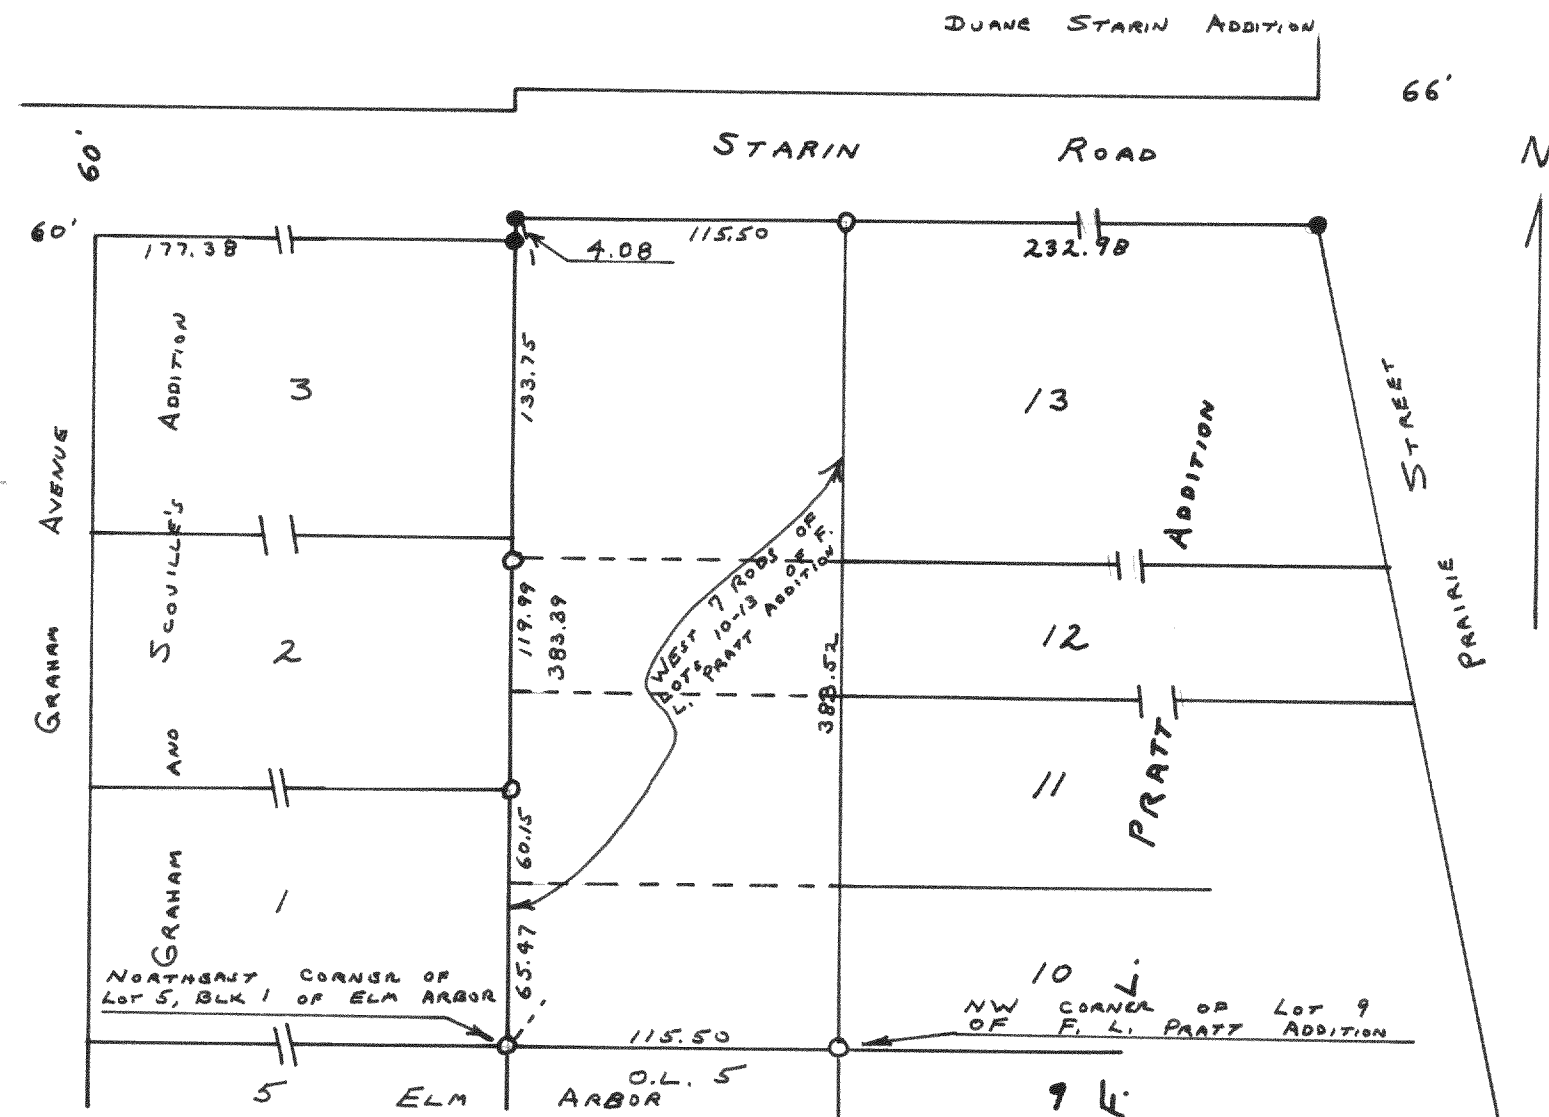 DUANE STARIN ADDITION
66'
60'
STARIN ROAD
N
60'
177.38
4.08
115.50
232.98
133.75
3
13
GRAHAM AVENUE
GRAHAM AND SCOVILLE'S ADDITION
STREET
PRAIRIE
2
119.99
383.39
WEST 7 RODS OF
LOTS 10-13 OF F.
L. PRATT ADDITION
12
11
60.15
1
65.47
10
NORTHEAST CORNER OF
LOT 5, BLK 1 OF ELM ARBOR
NW CORNER OF LOT 9
OF F. L. PRATT ADDITION
115.50
O.L. 5
5
ELM ARBOR
9
F. L. PRATT ADDITION